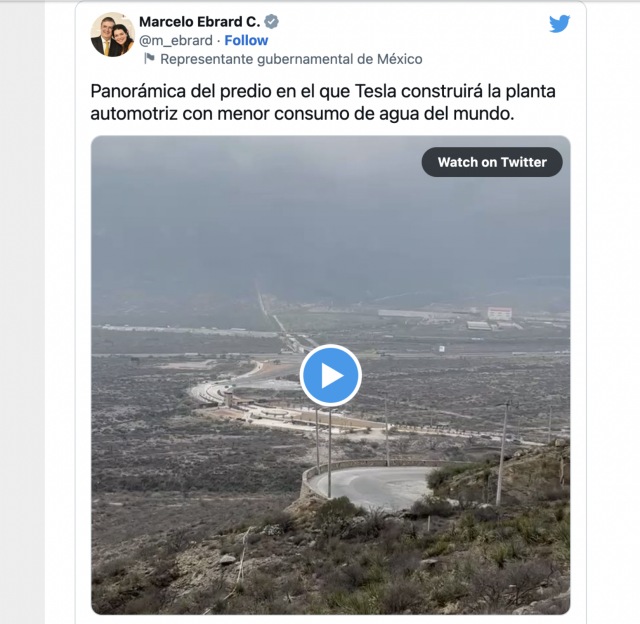 Marcelo Ebrard C.
@m_ebrard · Follow
Representante gubernamental de México
Panorámica del predio en el que Tesla construirá la planta
automotriz con menor consumo de agua del mundo.
Watch on Twitter